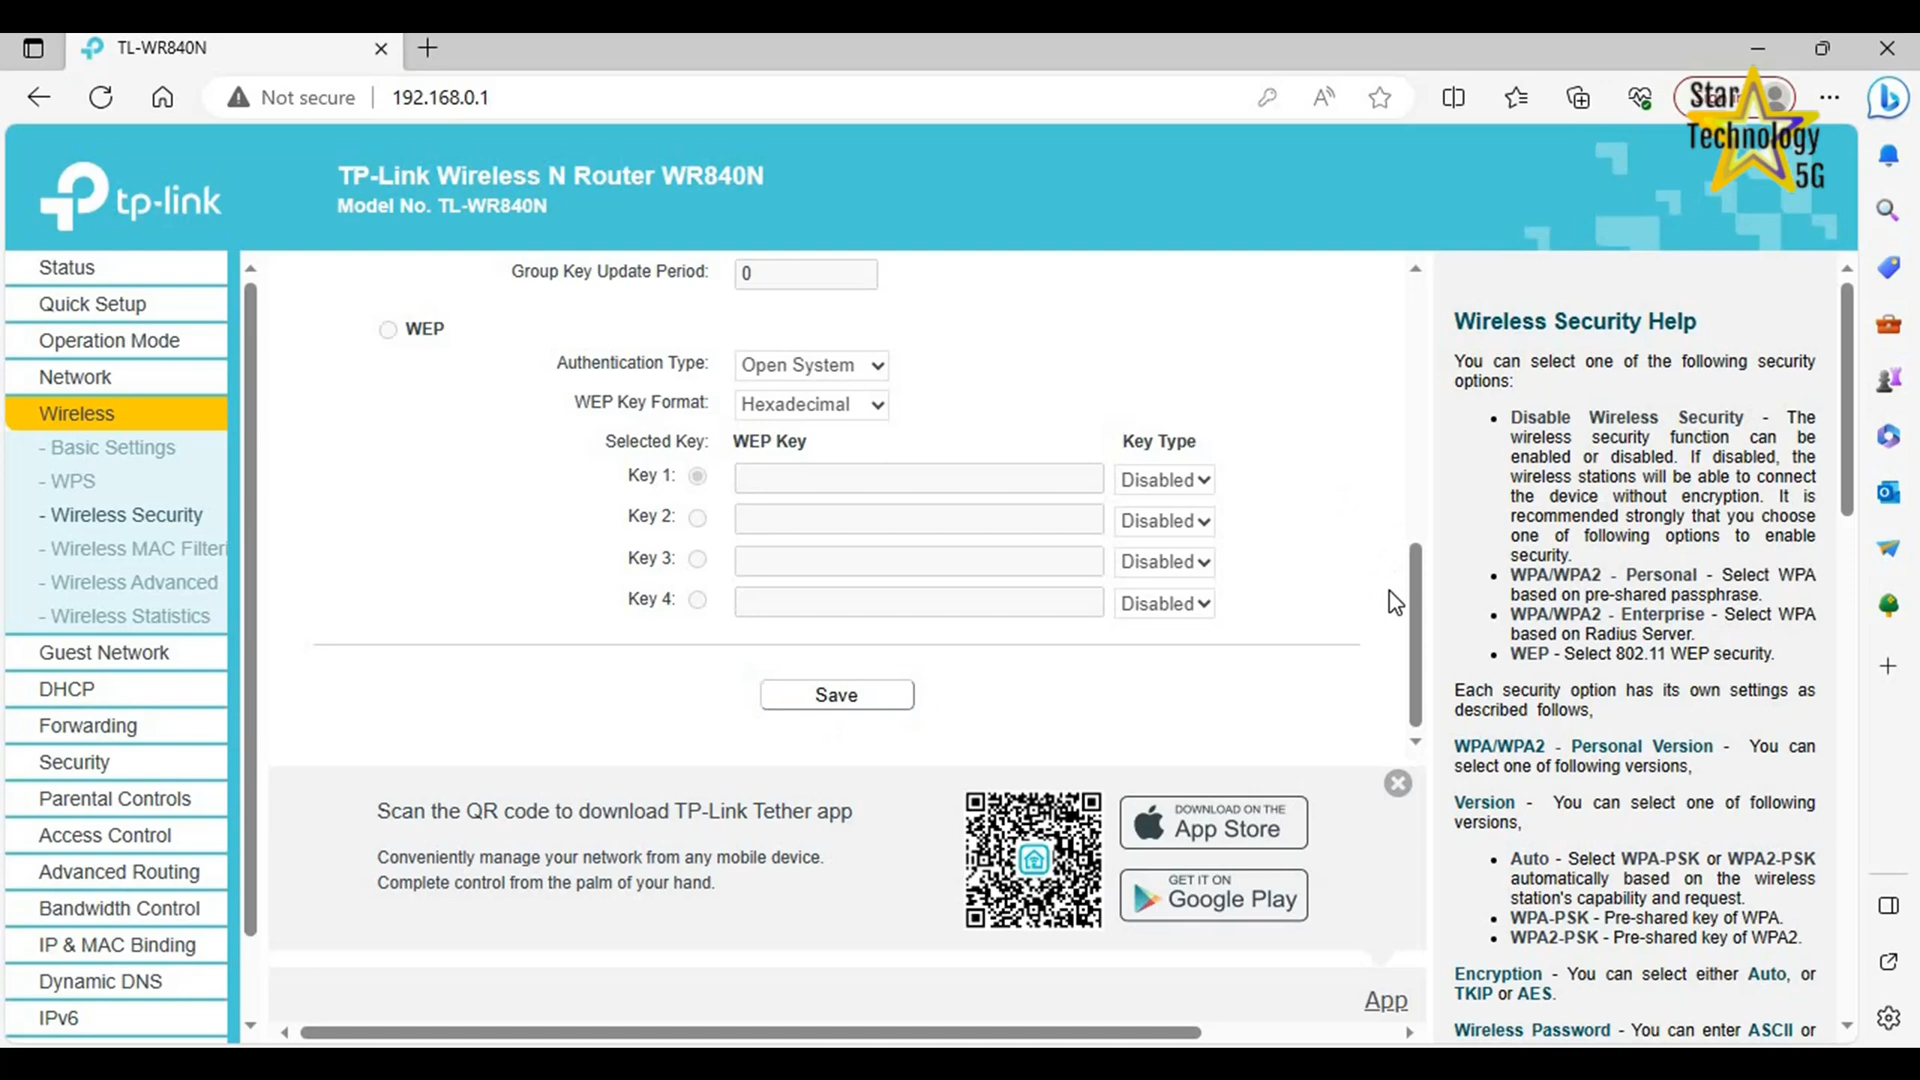 TL-WR840N
Not secure
192.168.0.1
Star
Technology
5G
tp-link
TP-Link Wireless N Router WR840N
Model No. TL-WR840N
Status
Quick Setup
Operation Mode
Network
Wireless
- Basic Settings
- WPS
- Wireless Security
- Wireless MAC Filteri
- Wireless Advanced
- Wireless Statistics
Guest Network
DHCP
Forwarding
Security
Parental Controls
Access Control
Advanced Routing
Bandwidth Control
IP & MAC Binding
Dynamic DNS
IPv6
Group Key Update Period: 0
WEP
Authentication Type: Open System
WEP Key Format: Hexadecimal
Selected Key: WEP Key Key Type
Key 1: Disabled
Key 2: Disabled
Key 3: Disabled
Key 4: Disabled
Save
Scan the QR code to download TP-Link Tether app
Conveniently manage your network from any mobile device.
Complete control from the palm of your hand.
DOWNLOAD ON THE
App Store
GET IT ON
Google Play
App
Wireless Security Help
You can select one of the following security
options:
• Disable Wireless Security - The
wireless security function can be
enabled or disabled. If disabled, the
wireless stations will be able to connect
the device without encryption. It is
recommended strongly that you choose
one of following options to enable
security.
• WPA/WPA2 - Personal - Select WPA
based on pre-shared passphrase.
• WPA/WPA2 - Enterprise - Select WPA
based on Radius Server.
• WEP - Select 802.11 WEP security.
Each security option has its own settings as
described follows,
WPA/WPA2 - Personal Version - You can
select one of following versions,
Version - You can select one of following
versions,
• Auto - Select WPA-PSK or WPA2-PSK
automatically based on the wireless
station's capability and request.
• WPA-PSK - Pre-shared key of WPA.
• WPA2-PSK - Pre-shared key of WPA2.
Encryption - You can select either Auto, or
TKIP or AES.
Wireless Password - You can enter ASCII or